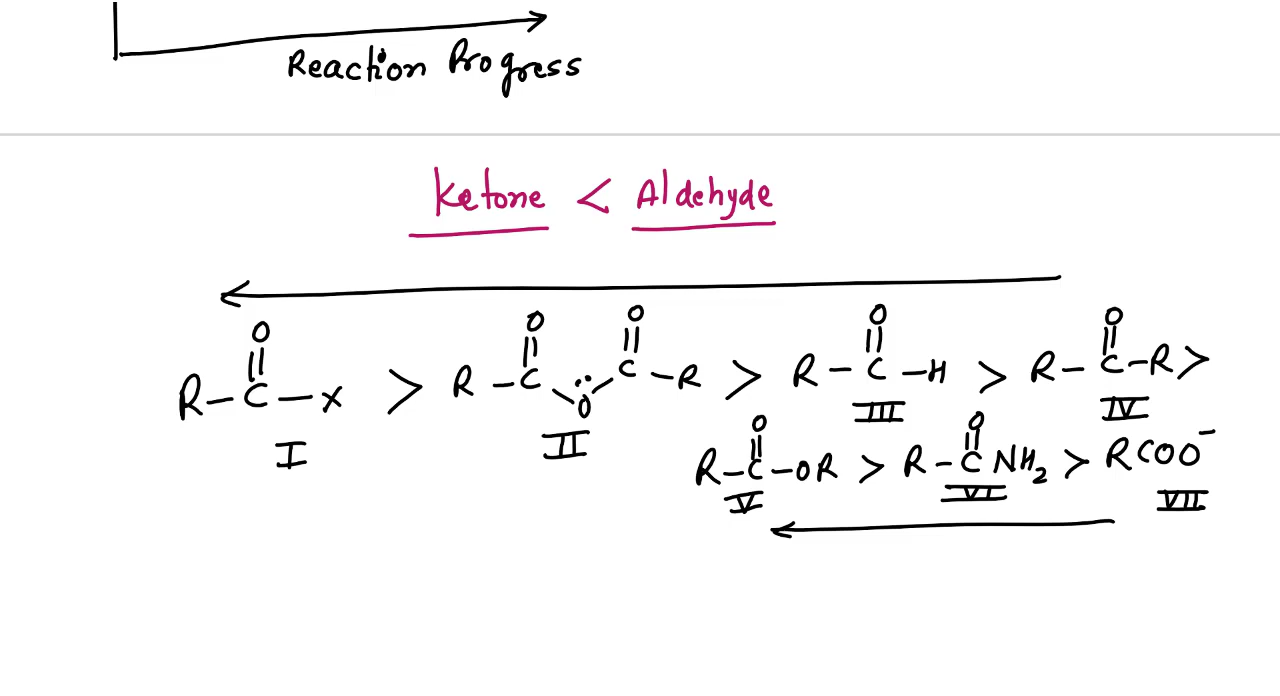 Reaction Progress
Ketone < Aldehyde
O O O O O
|| || || || ||
R-C-X > R-C-Ö-C-R > R-C-H > R-C-R >
I II III IV
O O
|| ||
R-C-OR > R-C NH₂ > RCOO⁻
V VI VII